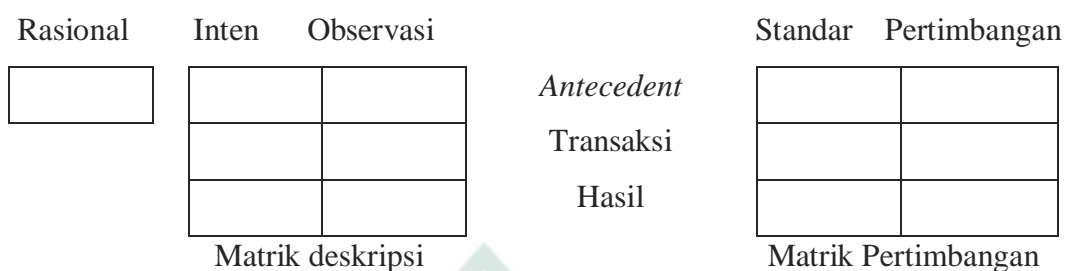 Rasional Inten Observasi Standar Pertimbangan
Antecedent
Transaksi
Hasil
Matrik deskripsi Matrik Pertimbangan